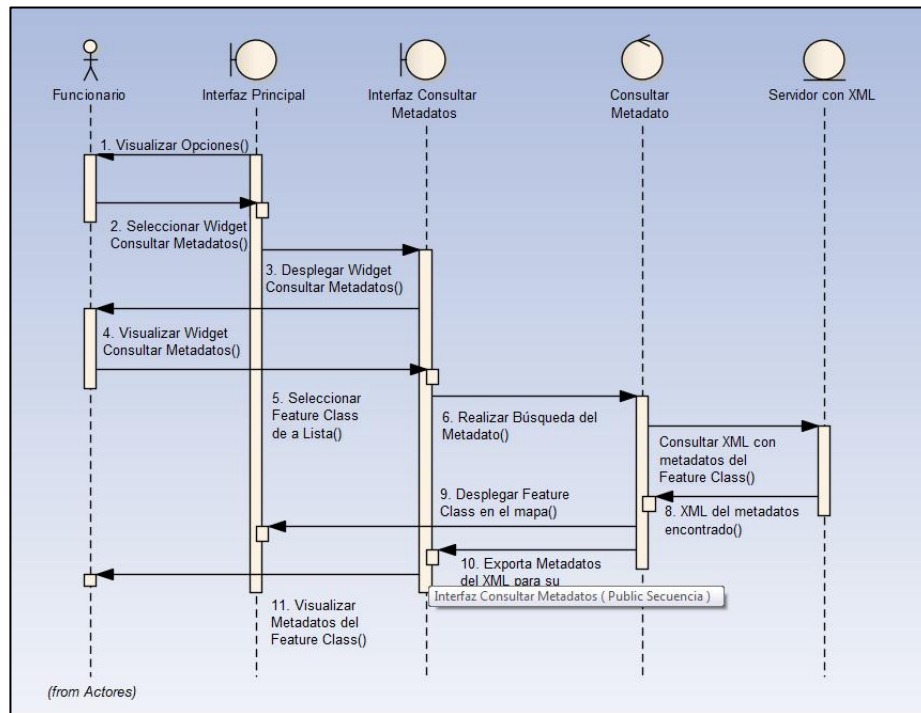 Funcionario
Interfaz Principal
Interfaz Consultar
Metadatos
Consultar
Metadato
Servidor con XML
1. Visualizar Opciones()
2. Seleccionar Widget
Consultar Metadatos()
3. Desplegar Widget
Consultar Metadatos()
4. Visualizar Widget
Consultar Metadatos()
5. Seleccionar
Feature Class
de a Lista()
6. Realizar Búsqueda del
Metadato()
Consultar XML con
metadatos del
Feature Class()
8. XML del metadatos
encontrado()
9. Desplegar Feature
Class en el mapa()
10. Exporta Metadatos
del XML para su
Interfaz Consultar Metadatos ( Public Secuencia )
11. Visualizar
Metadatos del
Feature Class()
(from Actores)